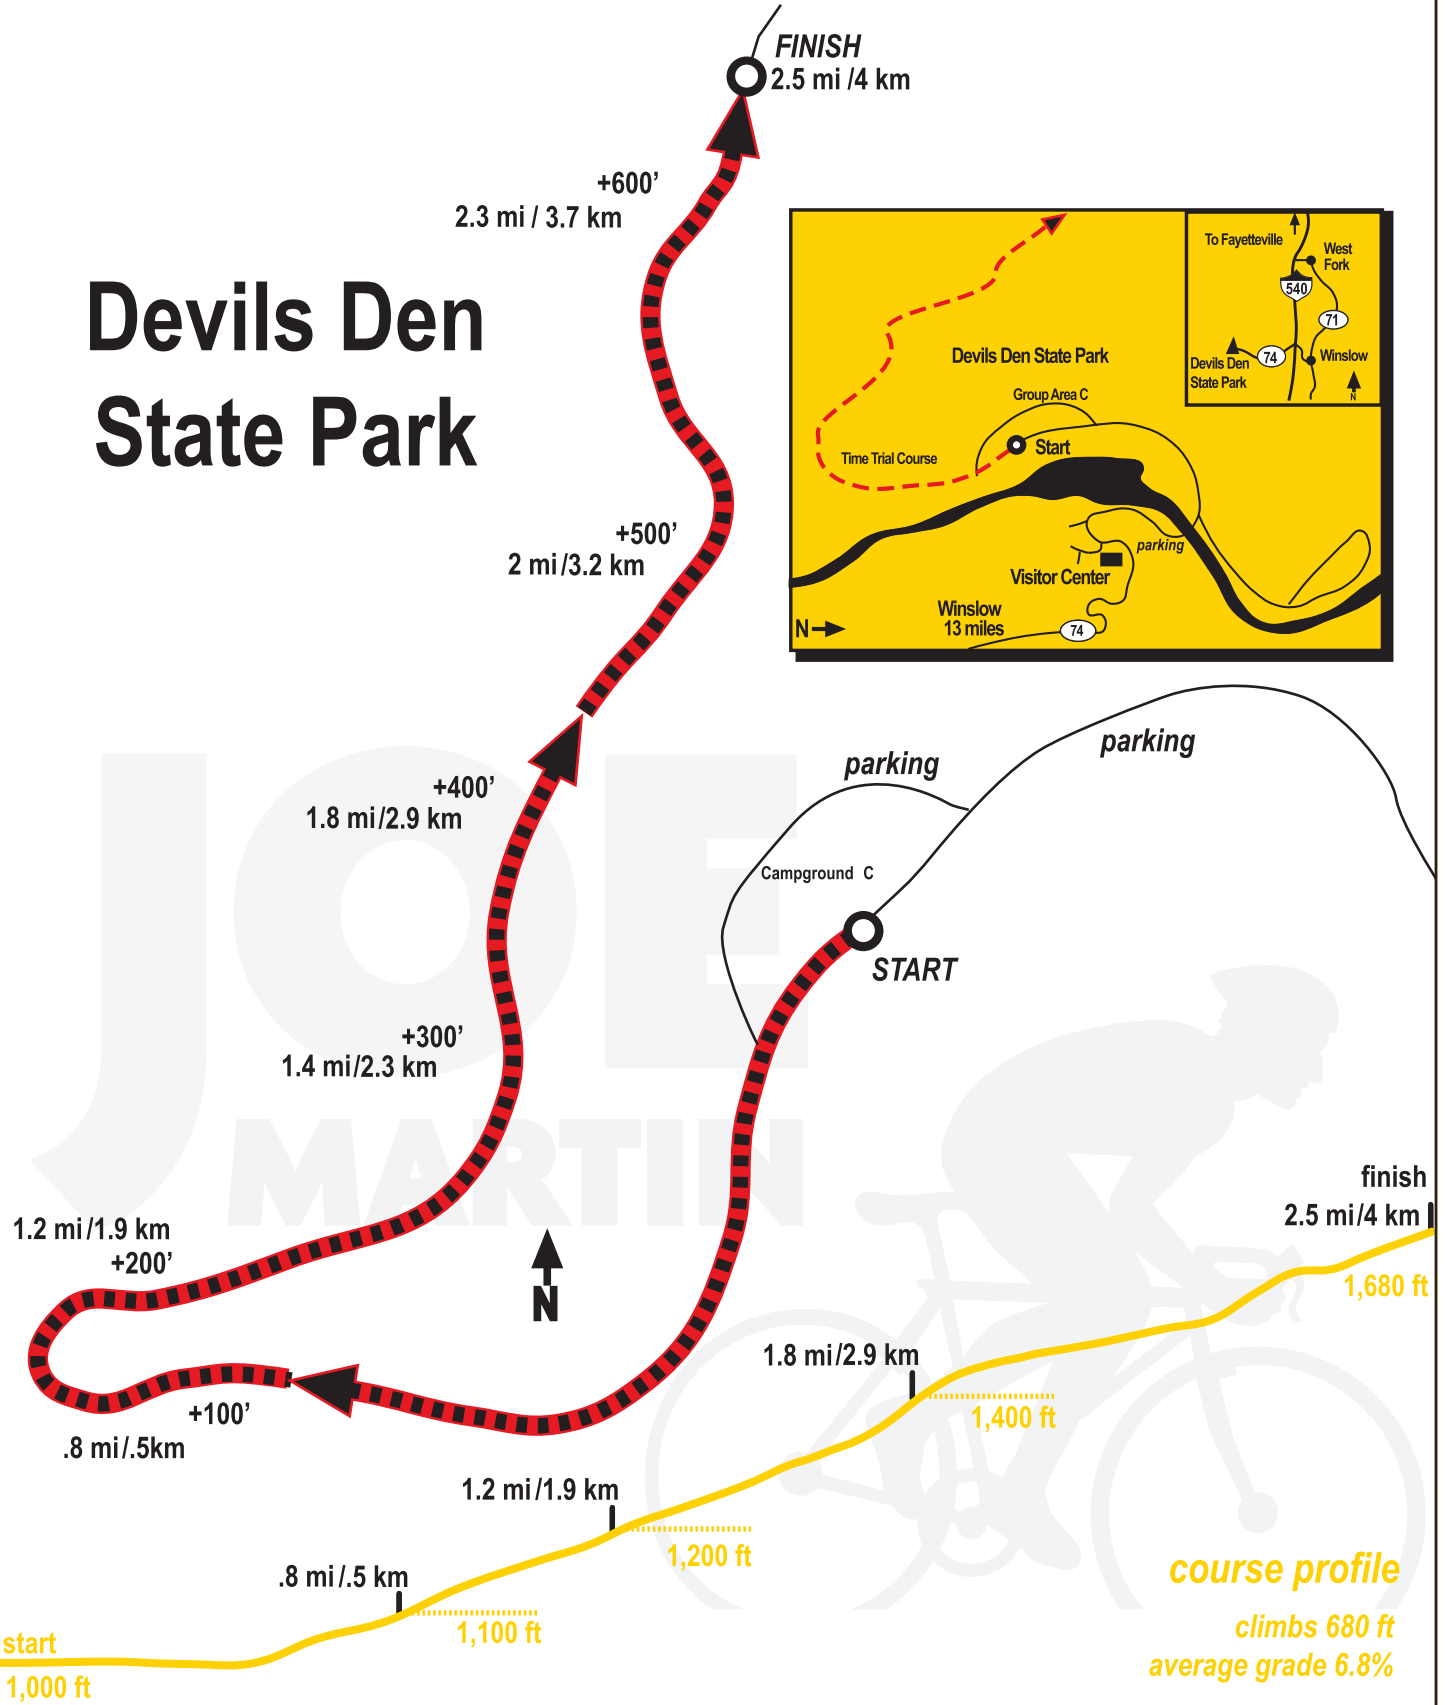 FINISH
2.5 mi /4 km
+600’
2.3 mi / 3.7 km
Devils Den
State Park
+500’
2 mi /3.2 km
+400’
1.8 mi /2.9 km
+300’
1.4 mi/2.3 km
1.2 mi /1.9 km
+200’
+100’
.8 mi/.5km
N
parking
parking
Campground C
START
To Fayetteville
West
Fork
540
71
74
Winslow
Devils Den
State Park
N
Devils Den State Park
Group Area C
Start
Time Trial Course
parking
Visitor Center
Winslow
13 miles
74
N
JOE
MARTIN
finish
2.5 mi/4 km
1,680 ft
1.8 mi /2.9 km
1,400 ft
1.2 mi /1.9 km
1,200 ft
.8 mi /.5 km
1,100 ft
start
1,000 ft
course profile
climbs 680 ft
average grade 6.8%